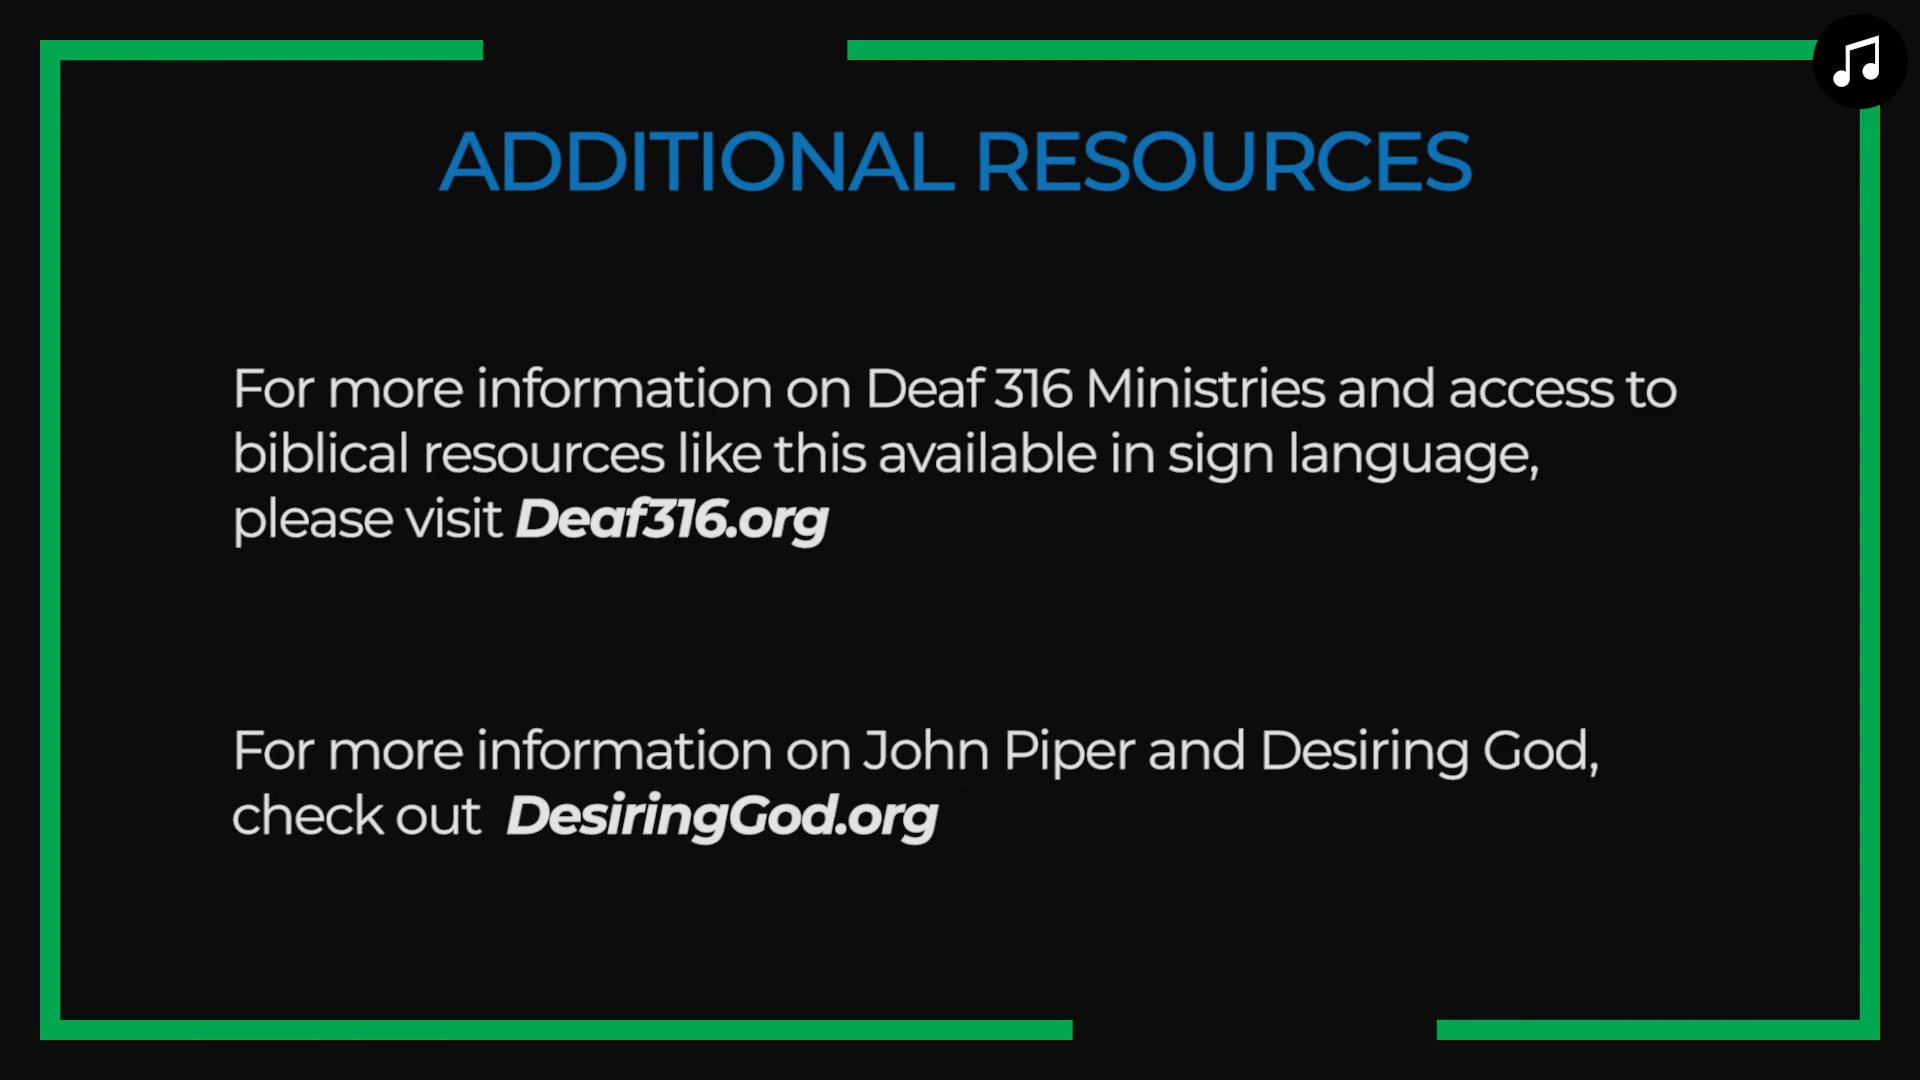 ADDITIONAL RESOURCES
For more information on Deaf 316 Ministries and access to
biblical resources like this available in sign language,
please visit Deaf316.org
For more information on John Piper and Desiring God,
check out  DesiringGod.org